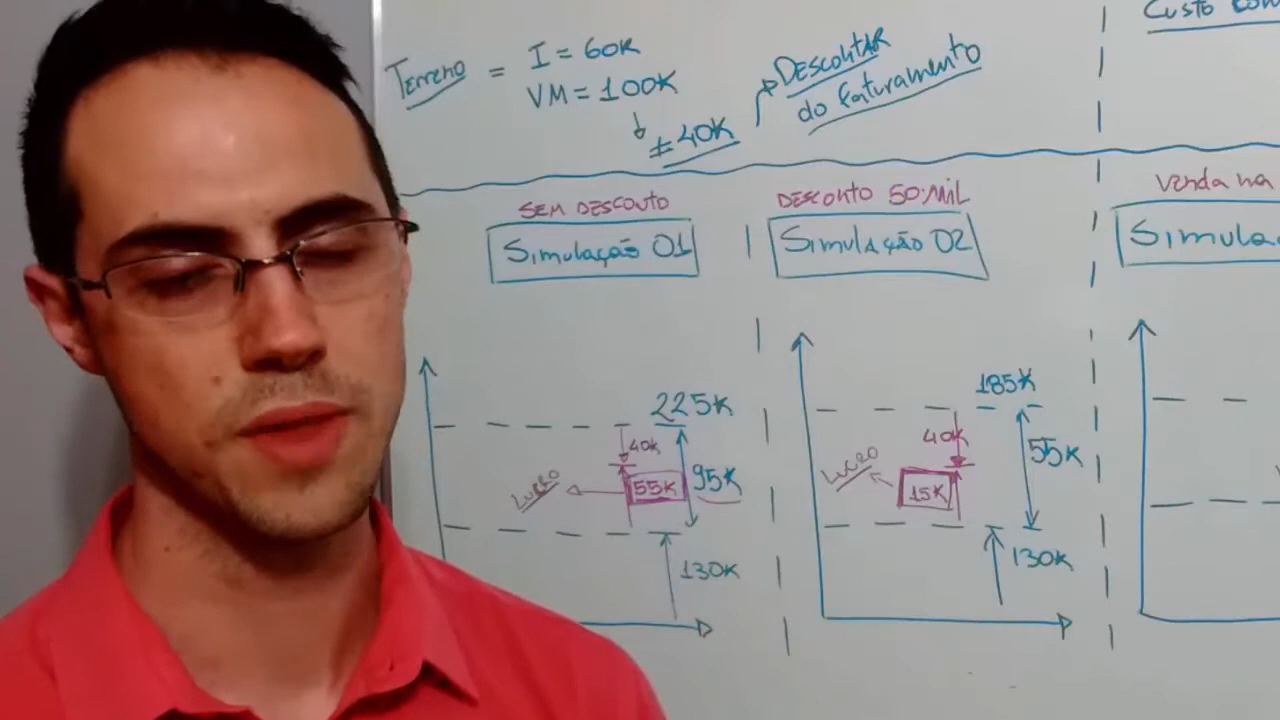 Terreno = I = 60K
VM = 100K
≠ 40K
DESCONTAR
do faturamento
Custo
SEM DESCONTO
Simulação 01
DESCONTO 50.MIL
Simulação 02
Venda na
225K
40K
LUCRO
55K
95K
130K
185K
40K
LUCRO
15K
55K
130K